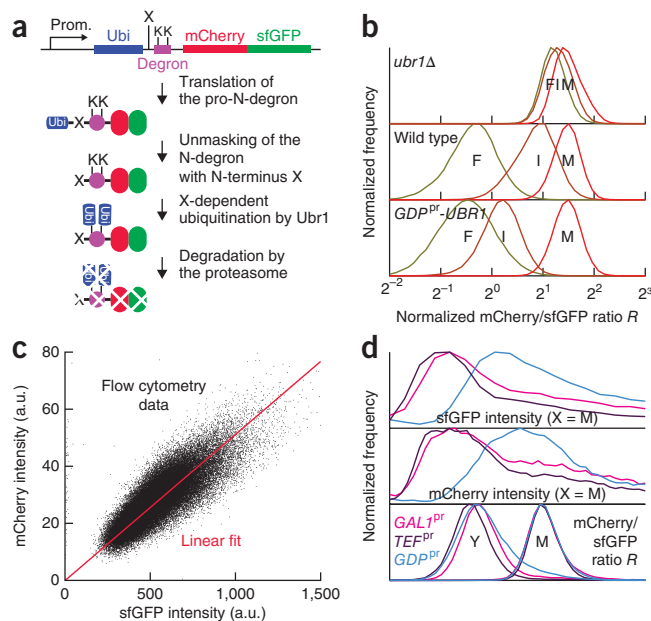 a
Prom.
Ubi
X
KK
mCherry
sfGFP
Degron
Translation of
the pro-N-degron
KK
Ubi
X
Unmasking of the
N-degron
with N-terminus X
KK
X
X-dependent
ubiquitination by Ubr1
Ubi Ubi
X
Degradation by
the proteasome
Ubi Ubi
X
b
Normalized frequency
ubr1Δ
F I M
Wild type
F I M
GDPpr-UBR1
F I M
2–2 2–1 20 21 22 23
Normalized mCherry/sfGFP ratio R
c
mCherry intensity (a.u.)
80
60
40
20
0
Flow cytometry
data
Linear fit
0 500 1,000 1,500
sfGFP intensity (a.u.)
d
Normalized frequency
sfGFP intensity (X = M)
mCherry intensity (X = M)
GAL1pr
TEFpr
GDPpr
Y M
mCherry/
sfGFP
ratio R